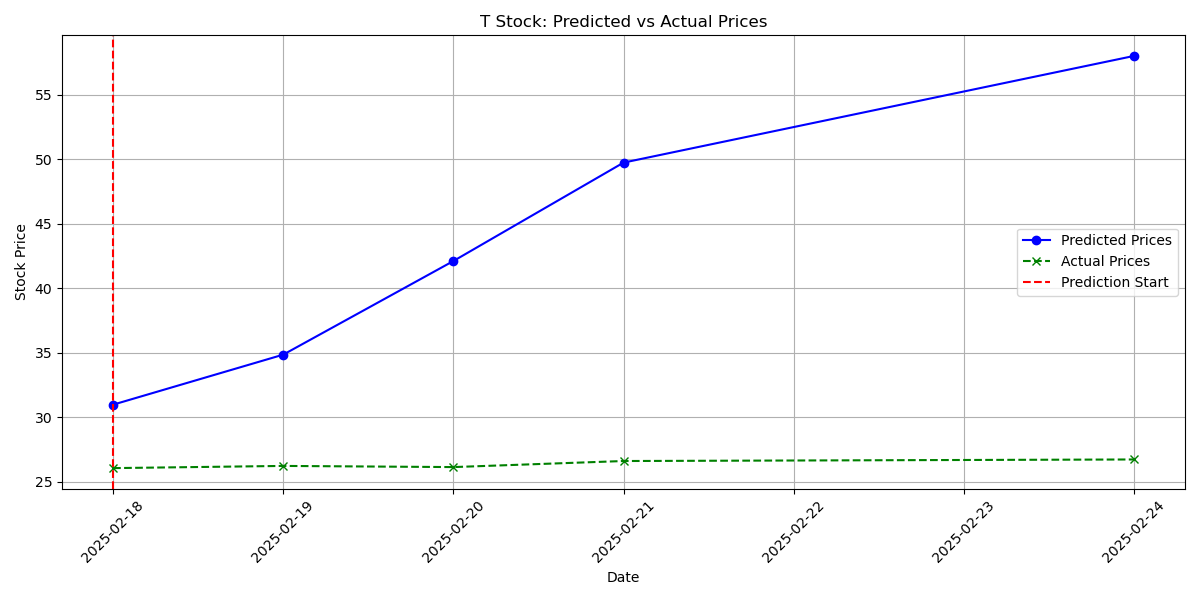 T Stock: Predicted vs Actual Prices
Stock Price
55
50
45
40
35
30
25
Predicted Prices
Actual Prices
Prediction Start
2025-02-18
2025-02-19
2025-02-20
2025-02-21
2025-02-22
2025-02-23
2025-02-24
Date